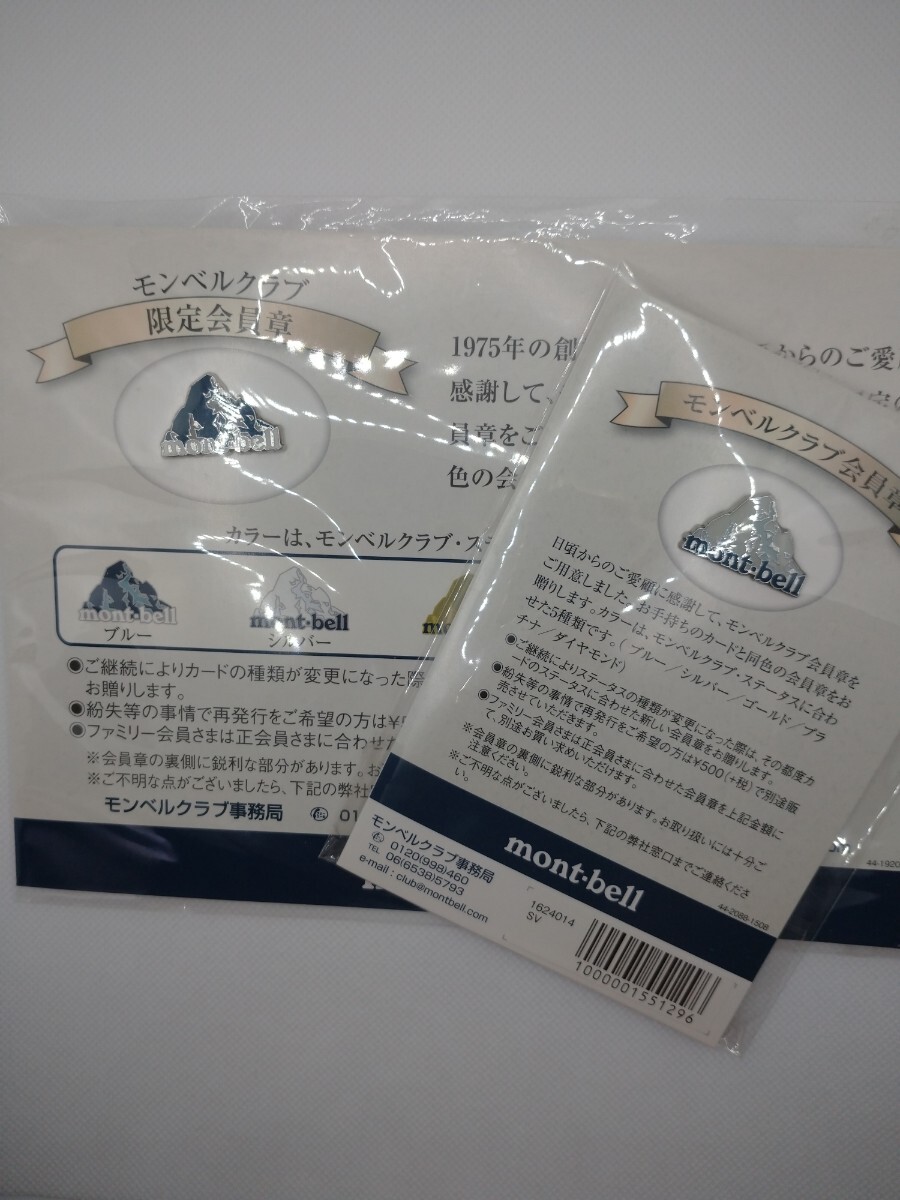 モンベルクラブ
限定会員章
mont-bell
1975年の創
からのご愛
感謝して、
員章をご
色の会
カラーは、モンベルクラブ・ステ
mont-bell
mont-bell
ブルー
シルバー
●ご継続によりカードの種類が変更になった際
お贈りします。
●紛失等の事情で再発行をご希望の方は¥5
●ファミリー会員さまは正会員さまに合わせた
※会員章の裏側に鋭利な部分があります。お
※ご不明な点がございましたら、下記の弊社窓
モンベルクラブ事務局
01
44-1920
モンベルクラブ会員章
mont-bell
日頃からのご愛顧に感謝して、モンベルクラブ会員章を
ご用意しました。お手持ちのカードと同色の会員章をお
贈りします。カラーは、モンベルクラブ・ステータスに合わ
せた5種類です。(ブルー/シルバー/ゴールド/プラ
チナ/ダイヤモンド)
●ご継続によりステータスの種類が変更になった際は、その都度カ
ードのステータスに合わせた新しい会員章をお贈りします。
●紛失等の事情で再発行をご希望の方は¥500(+税)で別途販
売させていただきます。
●ファミリー会員さまは正会員さまに合わせた会員章を上記金額に
て、別途お買い求めいただけます。
※会員章の裏側に鋭利な部分があります。お取り扱いには十分ご
注意ください。
※ご不明な点がございましたら、下記の弊社窓口までご連絡くださ
い。
モンベルクラブ事務局
0120(998)460
TEL 06(6538)5793
e-mail : club@montbell.com
mont-bell
44-2088-1508
1624014
SV
1000001551296